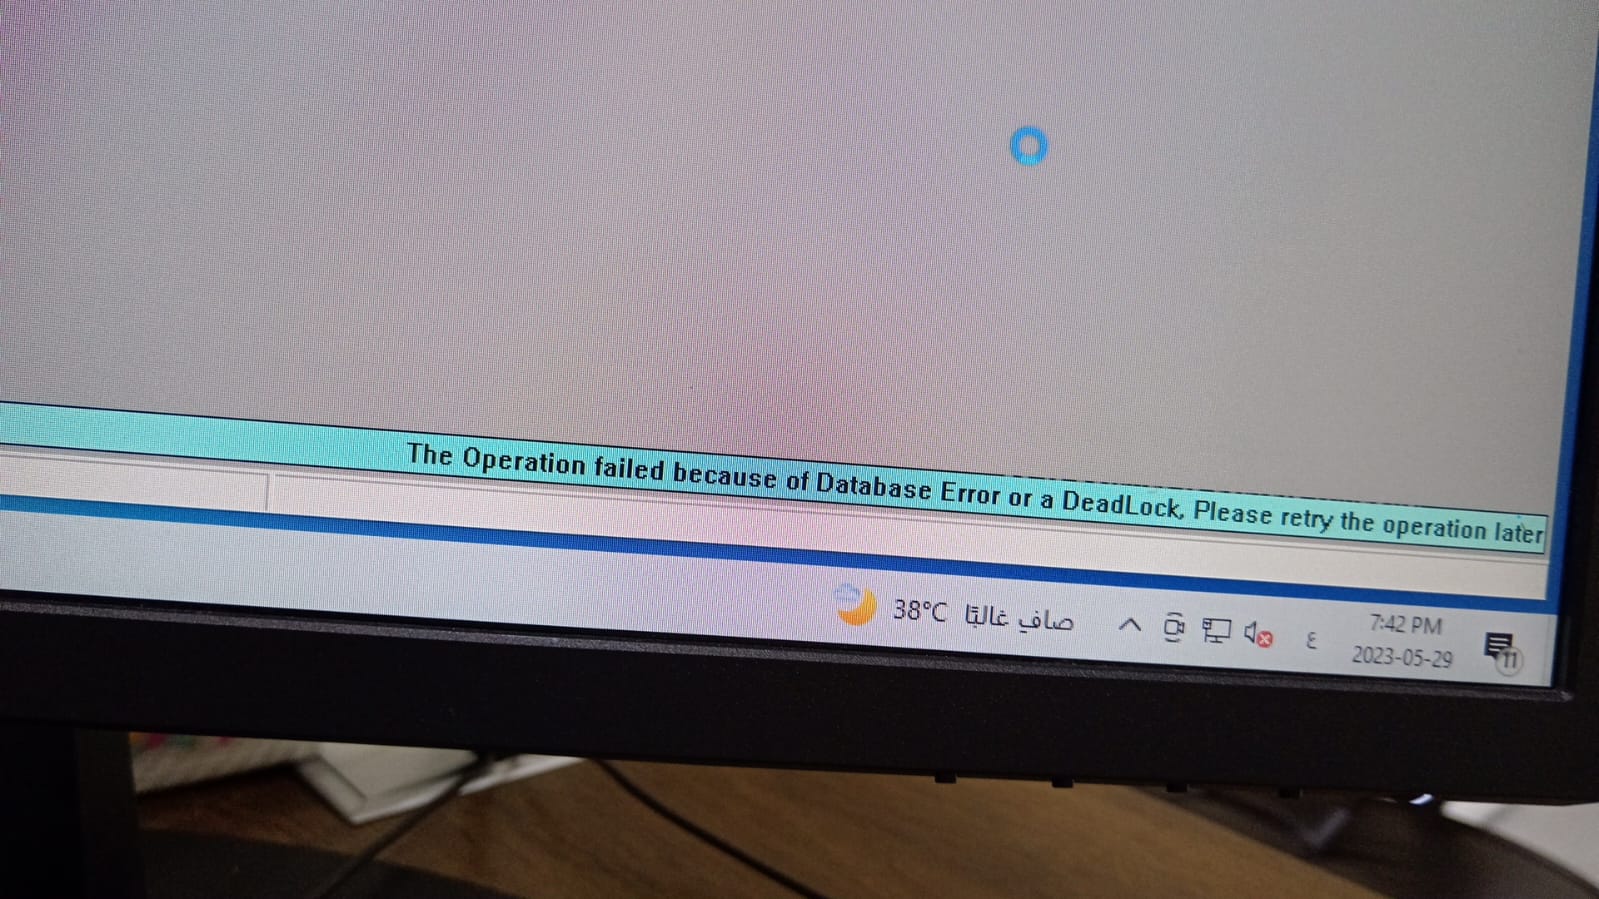 The Operation failed because of Database Error or a DeadLock, Please retry the operation later
38°C صافٍ غالبًا
ع
7:42 PM
2023-05-29
11